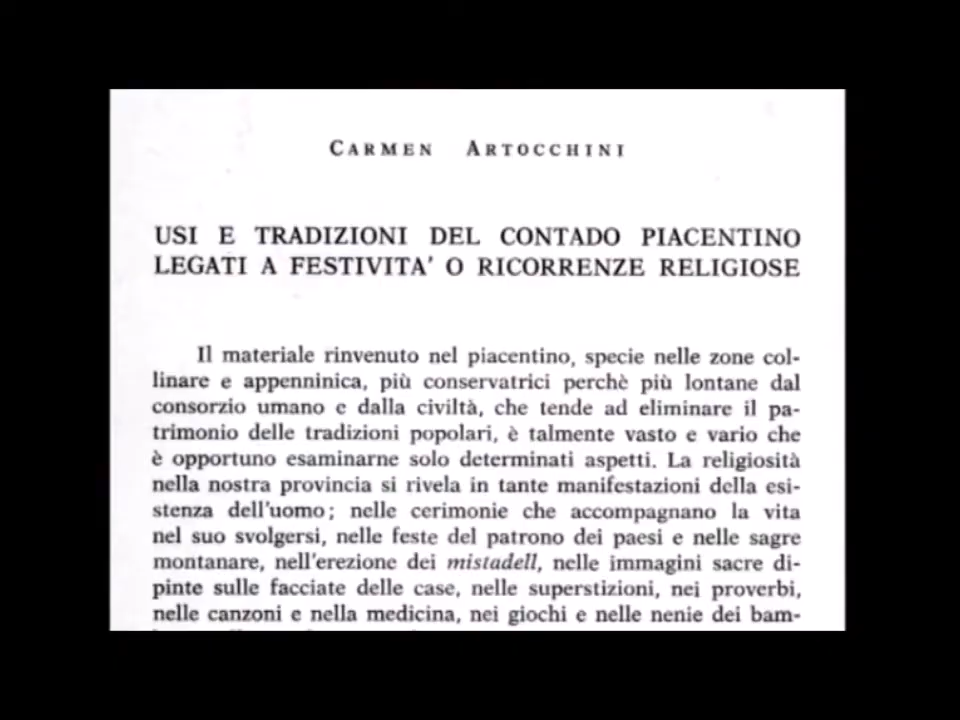 CARMEN ARTOCCHINI
USI E TRADIZIONI DEL CONTADO PIACENTINO
LEGATI A FESTIVITA' O RICORRENZE RELIGIOSE
Il materiale rinvenuto nel piacentino, specie nelle zone col-
linare e appenninica, più conservatrici perchè più lontane dal
consorzio umano e dalla civiltà, che tende ad eliminare il pa-
trimonio delle tradizioni popolari, è talmente vasto e vario che
è opportuno esaminarne solo determinati aspetti. La religiosità
nella nostra provincia si rivela in tante manifestazioni della esi-
stenza dell'uomo; nelle cerimonie che accompagnano la vita
nel suo svolgersi, nelle feste del patrono dei paesi e nelle sagre
montanare, nell'erezione dei mistadell, nelle immagini sacre di-
pinte sulle facciate delle case, nelle superstizioni, nei proverbi,
nelle canzoni e nella medicina, nei giochi e nelle nenie dei bam-